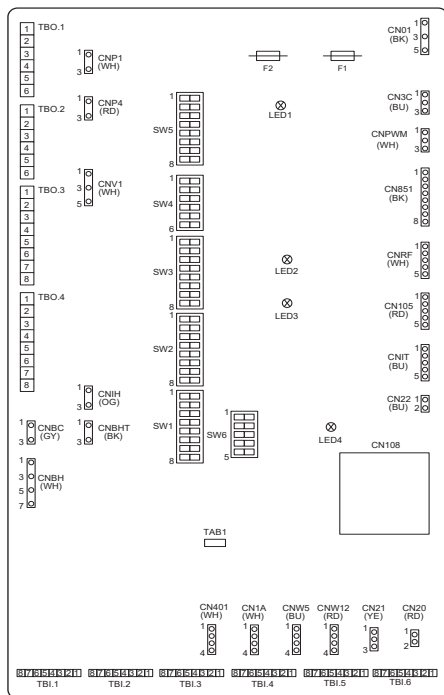 TBO.1
1
2
3
4
5
6
CNP1
(WH)
1
3
F2
F1
CN01
(BK)
1
3
5
TBO.2
1
2
3
4
5
6
CNP4
(RD)
1
3
SW5
1
8
LED1
CN3C
(BU)
1
3
CNPWM
(WH)
1
3
TBO.3
1
2
3
4
5
6
7
8
CNV1
(WH)
1
3
5
SW4
1
6
CN851
(BK)
1
8
SW3
1
8
LED2
CNRF
(WH)
1
5
TBO.4
1
2
3
4
5
6
7
8
LED3
CN105
(RD)
1
5
SW2
1
8
CNIT
(BU)
1
5
CNIH
(OG)
1
3
SW1
1
8
SW6
1
5
CN22
(BU)
1
2
CNBC
(GY)
1
3
CNBHT
(BK)
1
3
LED4
CN108
CNBH
(WH)
1
3
5
7
TAB1
CN401
(WH)
1
4
CN1A
(WH)
1
4
CNW5
(BU)
1
4
CNW12
(RD)
1
4
CN21
(YE)
1
3
CN20
(RD)
1
2
8 7 6 5 4 3 2 1
8 7 6 5 4 3 2 1
8 7 6 5 4 3 2 1
8 7 6 5 4 3 2 1
8 7 6 5 4 3 2 1
8 7 6 5 4 3 2 1
TBI.1 TBI.2 TBI.3 TBI.4 TBI.5 TBI.6